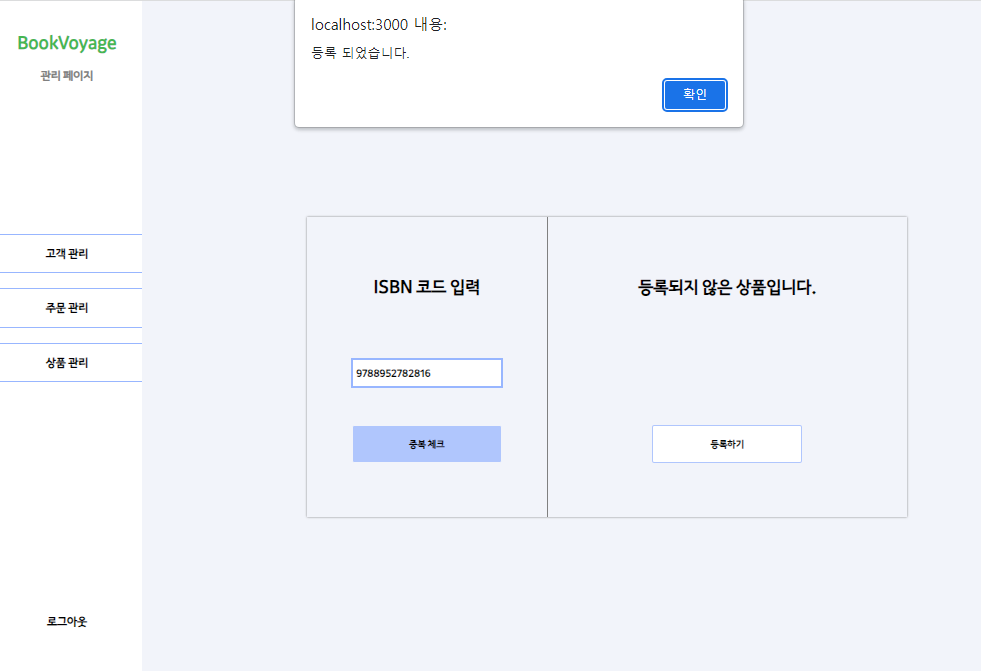 BookVoyage
관리 페이지
고객 관리
주문 관리
상품 관리
로그아웃
localhost:3000 내용:
등록 되었습니다.
확인
ISBN 코드 입력
9788952782816
중복 체크
등록되지 않은 상품입니다.
등록하기